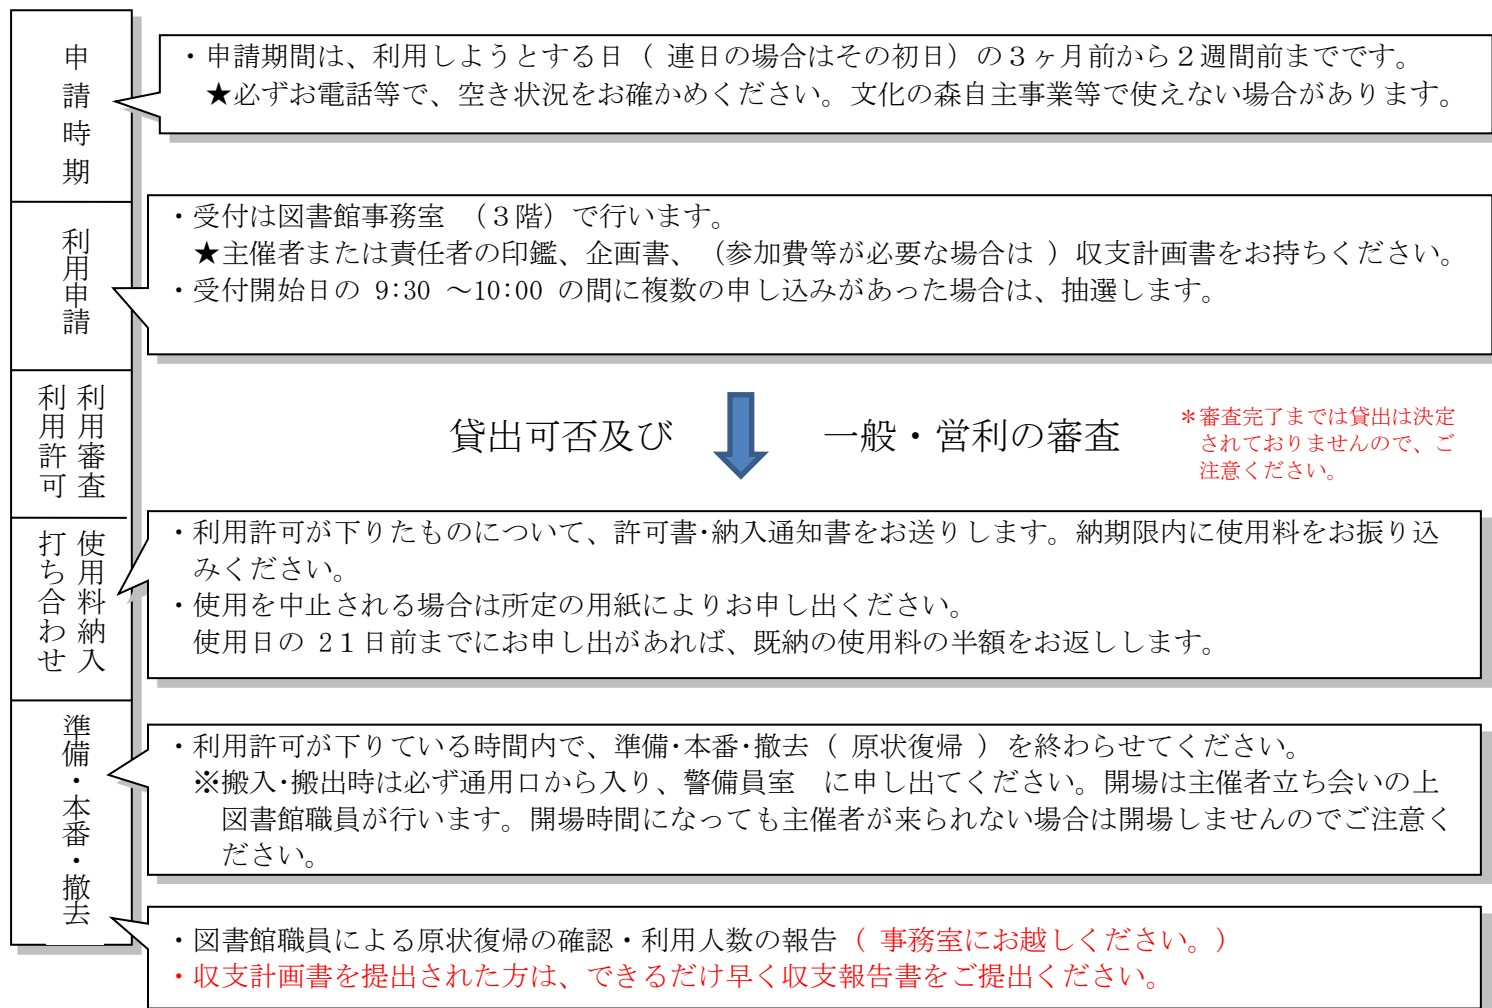 申請時期
・申請期間は、利用しようとする日（ 連日の場合はその初日）の３ヶ月前から２週間前までです。
★必ずお電話等で、空き状況をお確かめください。文化の森自主事業等で使えない場合があります。
利用申請
・受付は図書館事務室　（３階）で行います。
★主催者または責任者の印鑑、企画書、（参加費等が必要な場合は ）収支計画書をお持ちください。
・受付開始日の 9:30 ～10:00 の間に複数の申し込みがあった場合は、抽選します。
利用審査
利用許可
貸出可否及び　　一般・営利の審査
＊審査完了までは貸出は決定
されておりませんので、ご
注意ください。
使用料納入
打ち合わせ
・利用許可が下りたものについて、許可書･納入通知書をお送りします。納期限内に使用料をお振り込
みください。
・使用を中止される場合は所定の用紙によりお申し出ください。
使用日の ２１日前までにお申し出があれば、既納の使用料の半額をお返しします。
準備・本番・撤去
・利用許可が下りている時間内で、準備･本番･撤去（ 原状復帰 ）を終わらせてください。
※搬入･搬出時は必ず通用口から入り、警備員室　に申し出てください。開場は主催者立ち会いの上
図書館職員が行います。開場時間になっても主催者が来られない場合は開場しませんのでご注意く
ださい。
・図書館職員による原状復帰の確認・利用人数の報告（ 事務室にお越しください。）
・収支計画書を提出された方は、できるだけ早く収支報告書をご提出ください。